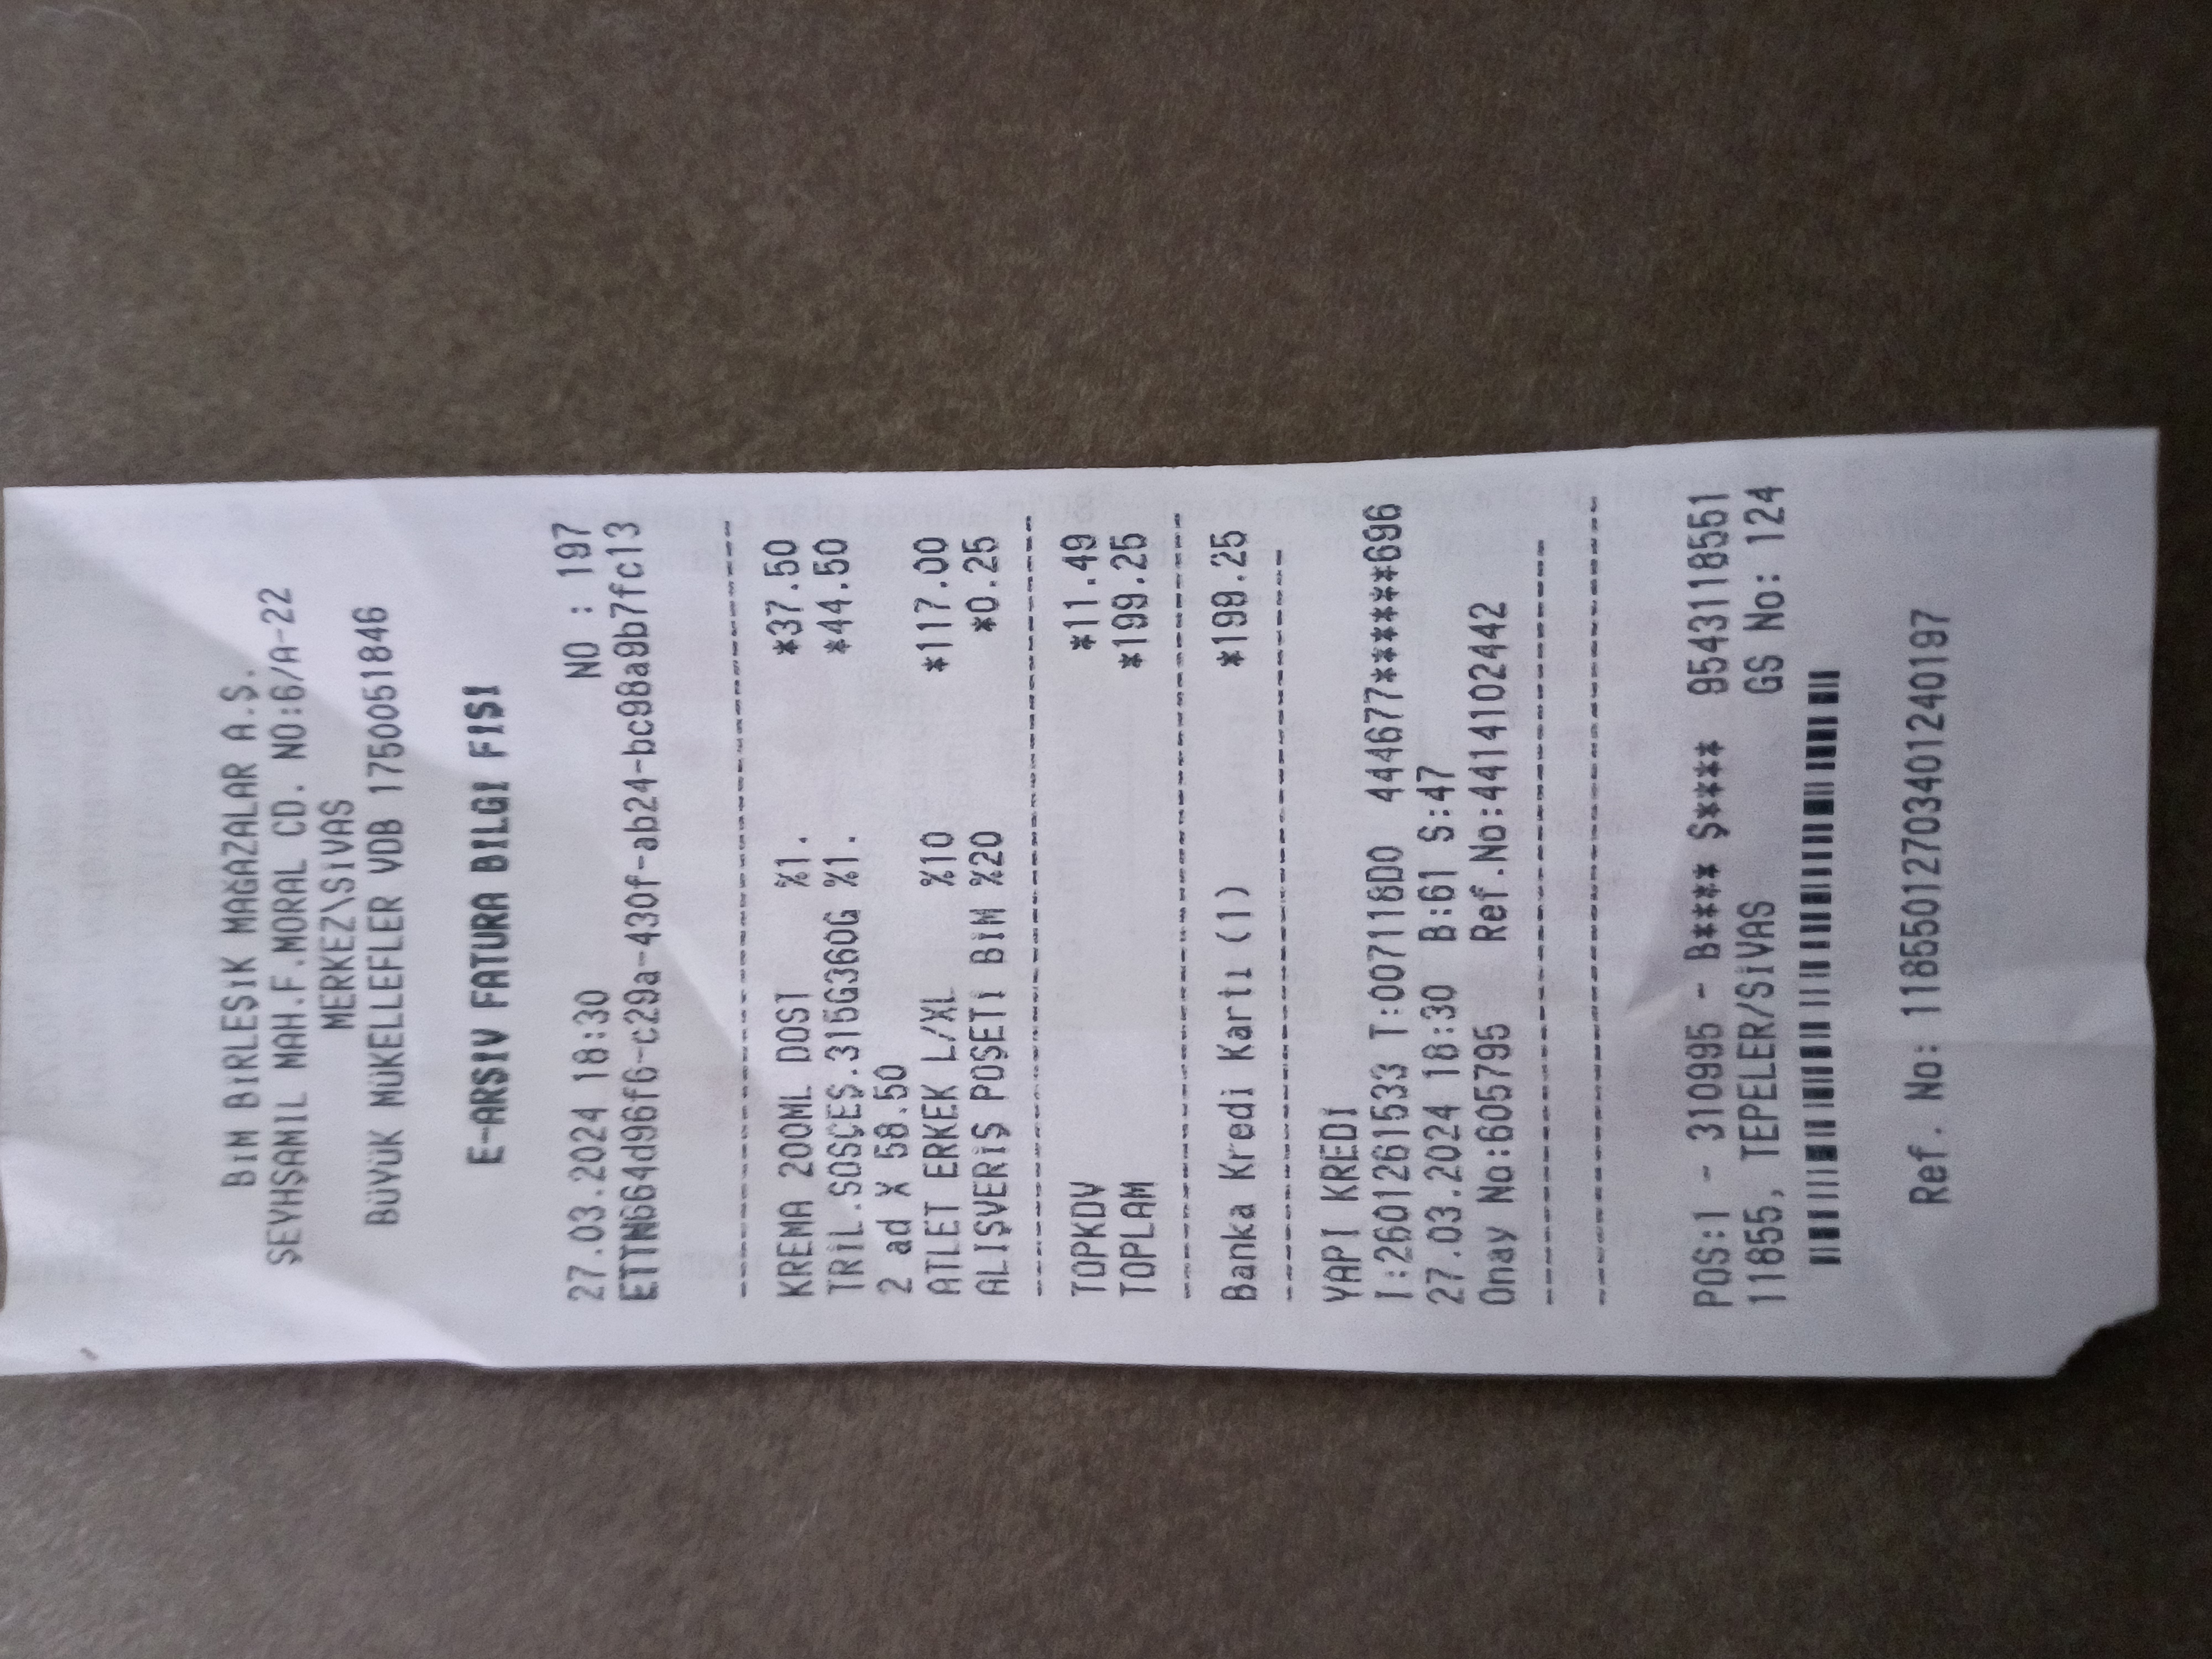 BİM BİRLEŞİK MAĞAZALAR A.Ş.
ŞEYHŞAMIL MAH.F.MORAL CD. NO:6/A-22
MERKEZ\SİVAS
BÜYÜK MÜKELLEFLER VDB 1750051846
E-ARŞİV FATURA BİLGİ FİŞİ
27.03.2024 18:30 NO : 197
ETTN664d96f6-c29a-430f-ab24-bc98a9b7fc13
KREMA 200ML DOST %1. *37.50
TRİL.SOSÇEŞ.315G360G %1. *44.50
2 ad X 58.50
ATLET ERKEK L/XL %10 *117.00
ALIŞVERİŞ POŞETİ BİM %20 *0.25
TOPKDV *11.49
TOPLAM *199.25
Banka Kredi Kartı (1) *199.25
YAPI KREDİ
I:2601261533 T:007118D0 444677******696
27.03.2024 18:30 B:61 S:47
Onay No:605795 Ref.No:4414102442
POS:1 - 310995 - B**** Ş**** 9543118551
11855, TEPELER/SİVAS GS No: 124
Ref. No: 11855012703401240197